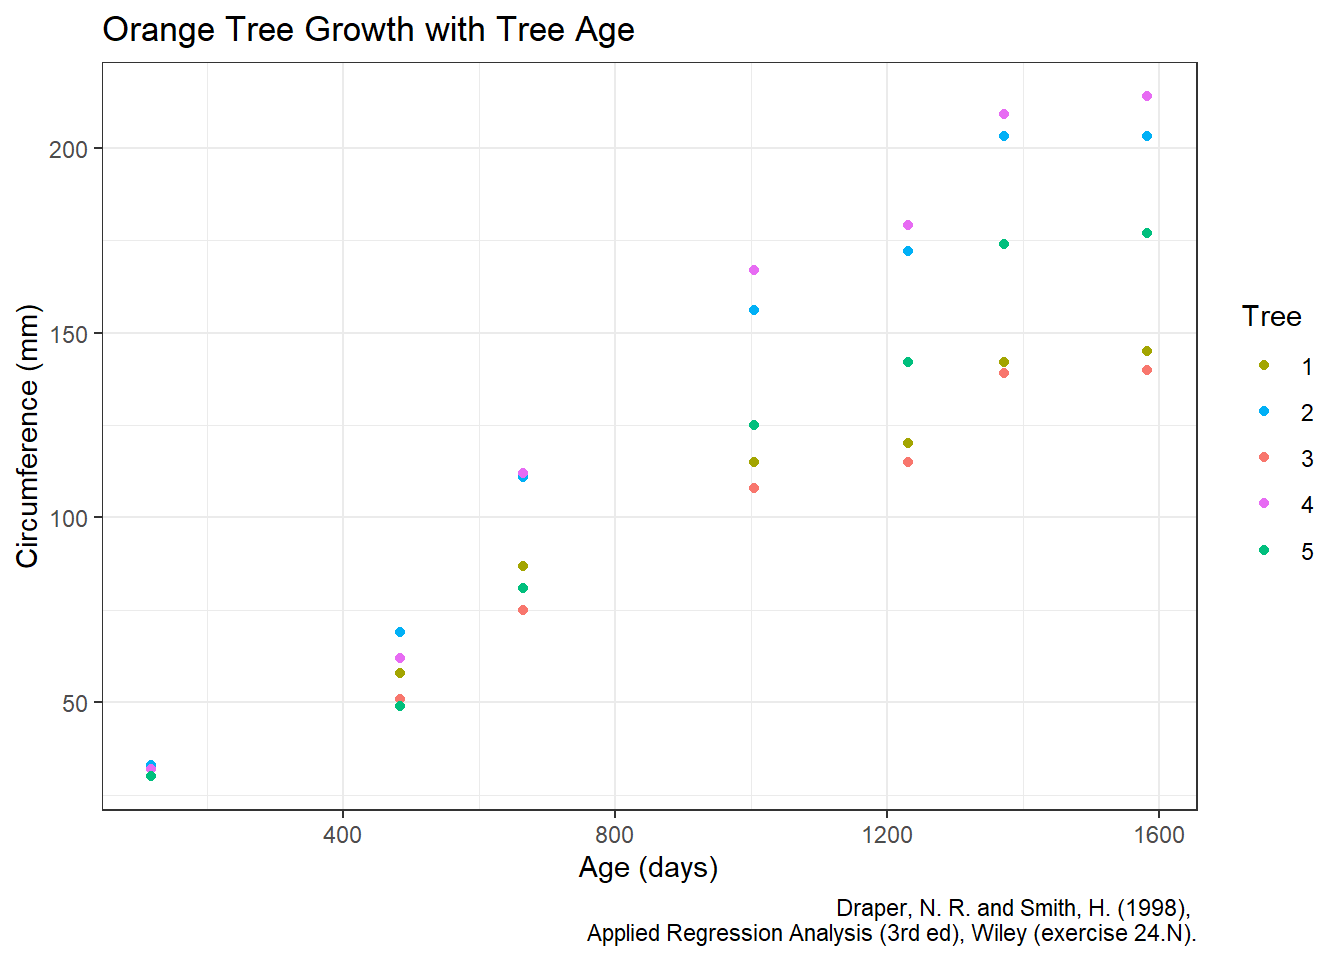 Orange Tree Growth with Tree Age
200
150
100
50
Circumference (mm)
400
800
1200
1600
Age (days)
Tree
1
2
3
4
5
Draper, N. R. and Smith, H. (1998),
Applied Regression Analysis (3rd ed), Wiley (exercise 24.N).